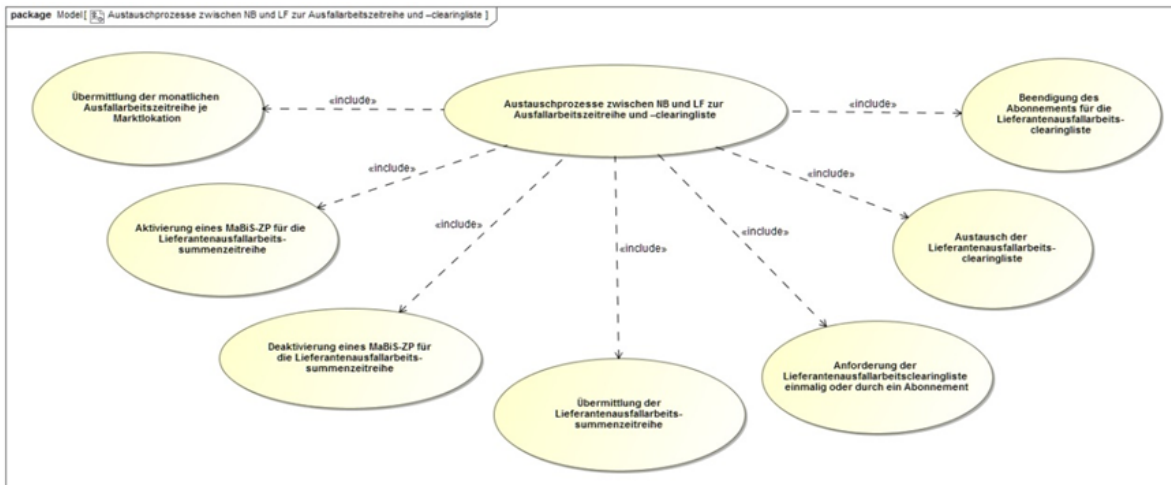 package Model[ Austauschprozesse zwischen NB und LF zur Ausfallarbeitszeitreihe und –clearingliste ]
Übermittlung der monatlichen
Ausfallarbeitszeitreihe je
Marktlokation
«include»
Austauschprozesse zwischen NB und LF zur
Ausfallarbeitszeitreihe und –clearingliste
«include»
Beendigung des
Abonnements für die
Lieferantenausfallarbeits-
clearingliste
«include»
Aktivierung eines MaBiS-ZP für die
Lieferantenausfallarbeits-
summenzeitreihe
«include»
Austausch der
Lieferantenausfallarbeits-
clearingliste
«include»
Deaktivierung eines MaBiS-ZP für
die Lieferantenausfallarbeits-
summenzeitreihe
«include»
Übermittlung der
Lieferantenausfallarbeits-
summenzeitreihe
«include»
Anforderung der
Lieferantenausfallarbeitsclearingliste
einmalig oder durch ein Abonnement